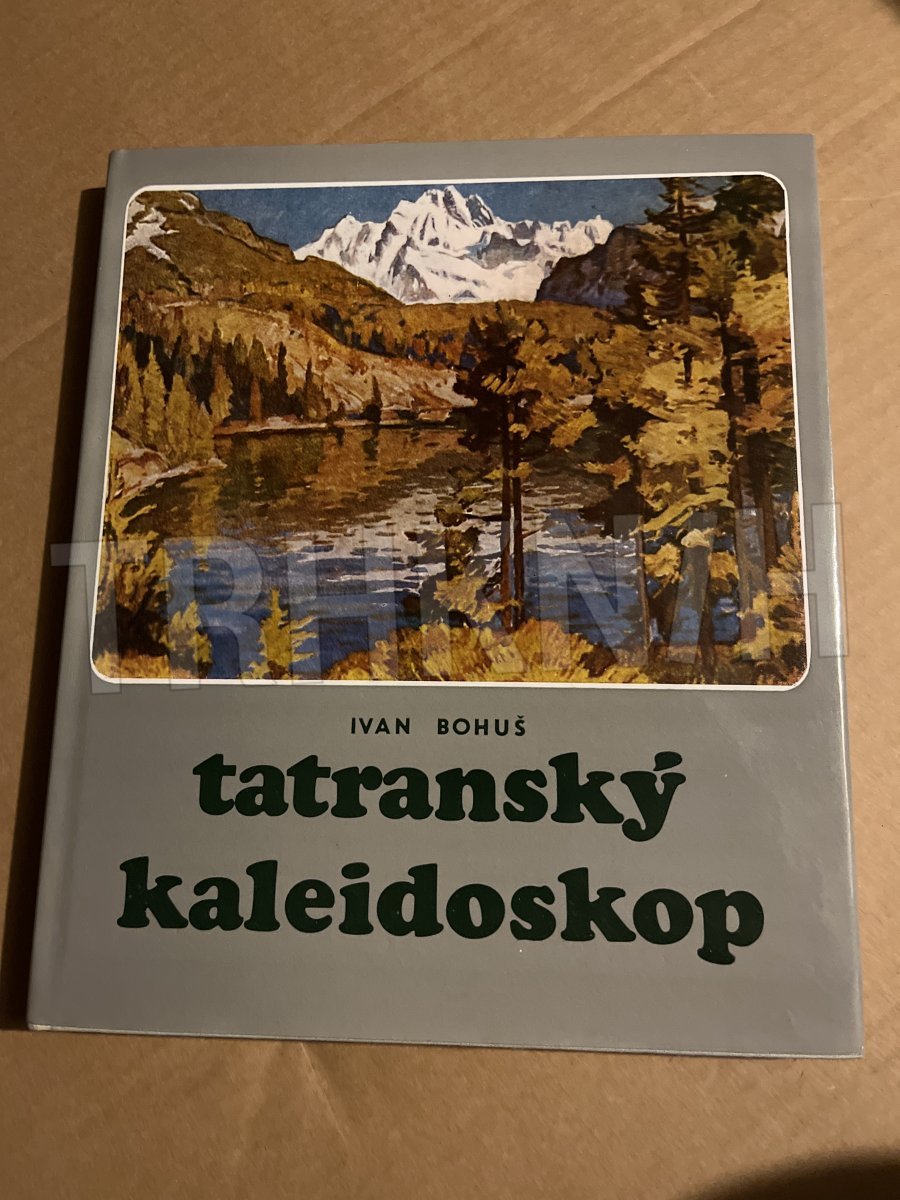 IVAN BOHUŠ
tatranský
kaleidoskop